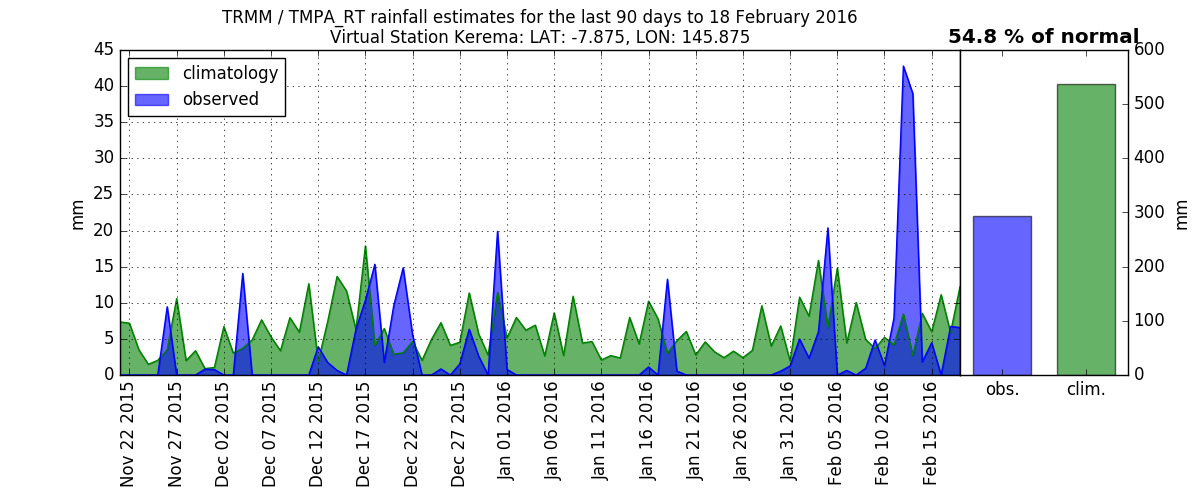 TRMM / TMPA_RT rainfall estimates for the last 90 days to 18 February 2016
Virtual Station Kerema: LAT: -7.875, LON: 145.875
54.8 % of normal
climatology
observed
mm
45
40
35
30
25
20
15
10
5
0
Nov 22 2015
Nov 27 2015
Dec 02 2015
Dec 07 2015
Dec 12 2015
Dec 17 2015
Dec 22 2015
Dec 27 2015
Jan 01 2016
Jan 06 2016
Jan 11 2016
Jan 16 2016
Jan 21 2016
Jan 26 2016
Jan 31 2016
Feb 05 2016
Feb 10 2016
Feb 15 2016
600
500
400
300
200
100
0
mm
obs.
clim.